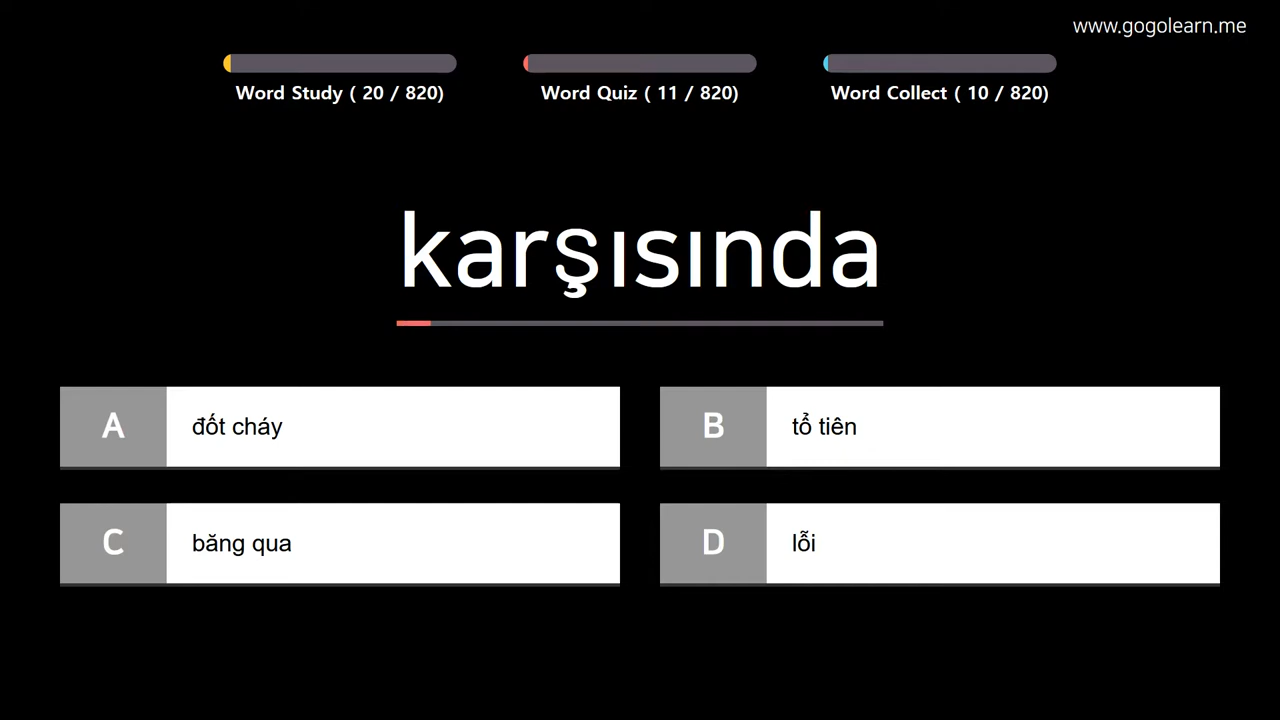 www.gogolearn.me
Word Study ( 20 / 820)
Word Quiz ( 11 / 820)
Word Collect ( 10 / 820)
karşısında
A đốt cháy
B tổ tiên
C băng qua
D lỗi